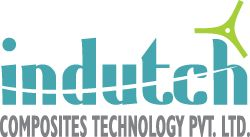 indutch
COMPOSITES TECHNOLOGY PVT. LTD